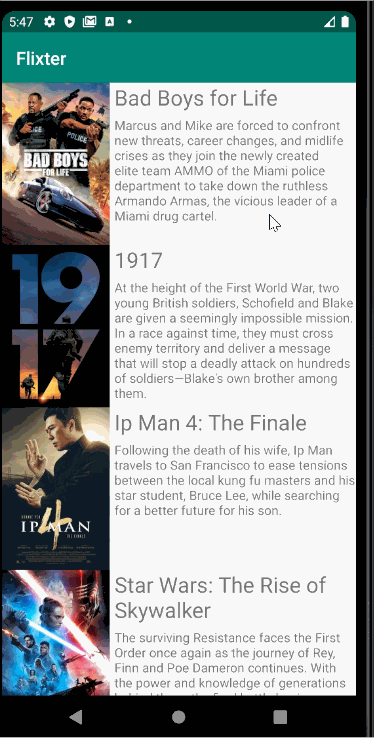 5:47
Flixter
Bad Boys for Life
Marcus and Mike are forced to confront
new threats, career changes, and midlife
crises as they join the newly created
elite team AMMO of the Miami police
department to take down the ruthless
Armando Armas, the vicious leader of a
Miami drug cartel.
POLICE
POLICE
BAD BOYS
FOR LIFE
1917
At the height of the First World War, two
young British soldiers, Schofield and Blake
are given a seemingly impossible mission.
In a race against time, they must cross
enemy territory and deliver a message
that will stop a deadly attack on hundreds
of soldiers—Blake's own brother among
them.
19
17
Ip Man 4: The Finale
Following the death of his wife, Ip Man
travels to San Francisco to ease tensions
between the local kung fu masters and his
star student, Bruce Lee, while searching
for a better future for his son.
IP MAN
4
THE FINALE
Star Wars: The Rise of
Skywalker
The surviving Resistance faces the First
Order once again as the journey of Rey,
Finn and Poe Dameron continues. With
the power and knowledge of generations